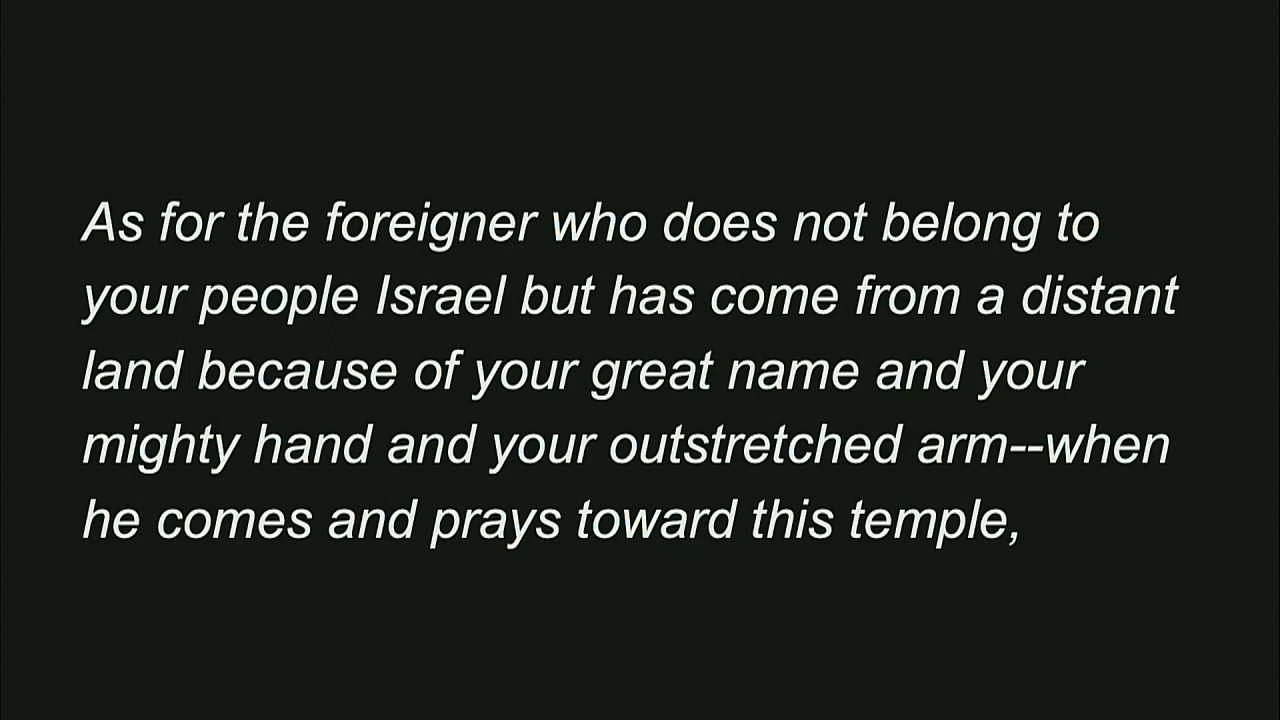 As for the foreigner who does not belong to
your people Israel but has come from a distant
land because of your great name and your
mighty hand and your outstretched arm--when
he comes and prays toward this temple,